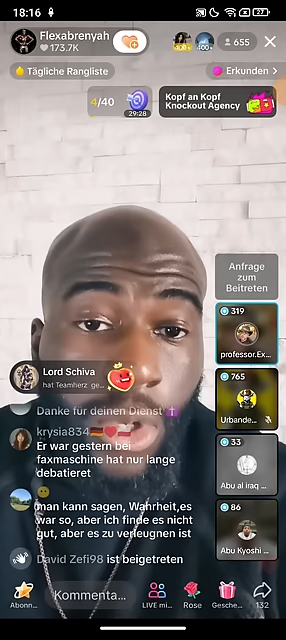 18:16
27
Flexabrenyah
173.7K
400+
655
Tägliche Rangliste
Erkunden >
4/40
29:28
Kopf an Kopf
Knockout Agency
Anfrage
zum
Beitreten
319
professor.Ex...
765
Urbande...
33
Abu al iraq ...
86
Abu Kyoshi ...
Lord Schiva
hat Teamherz ge...
Danke für deinen Dienst
krysia834
Er war gestern bei
faxmaschine hat nur lange
debatiert
man kann sagen, Wahrheit,es
war so, aber ich finde es nicht
gut, aber es zu verleugnen ist
David Zefi98 ist beigetreten
Abonn...
Kommenta...
LIVE mi...
Rose
Gesche...
132